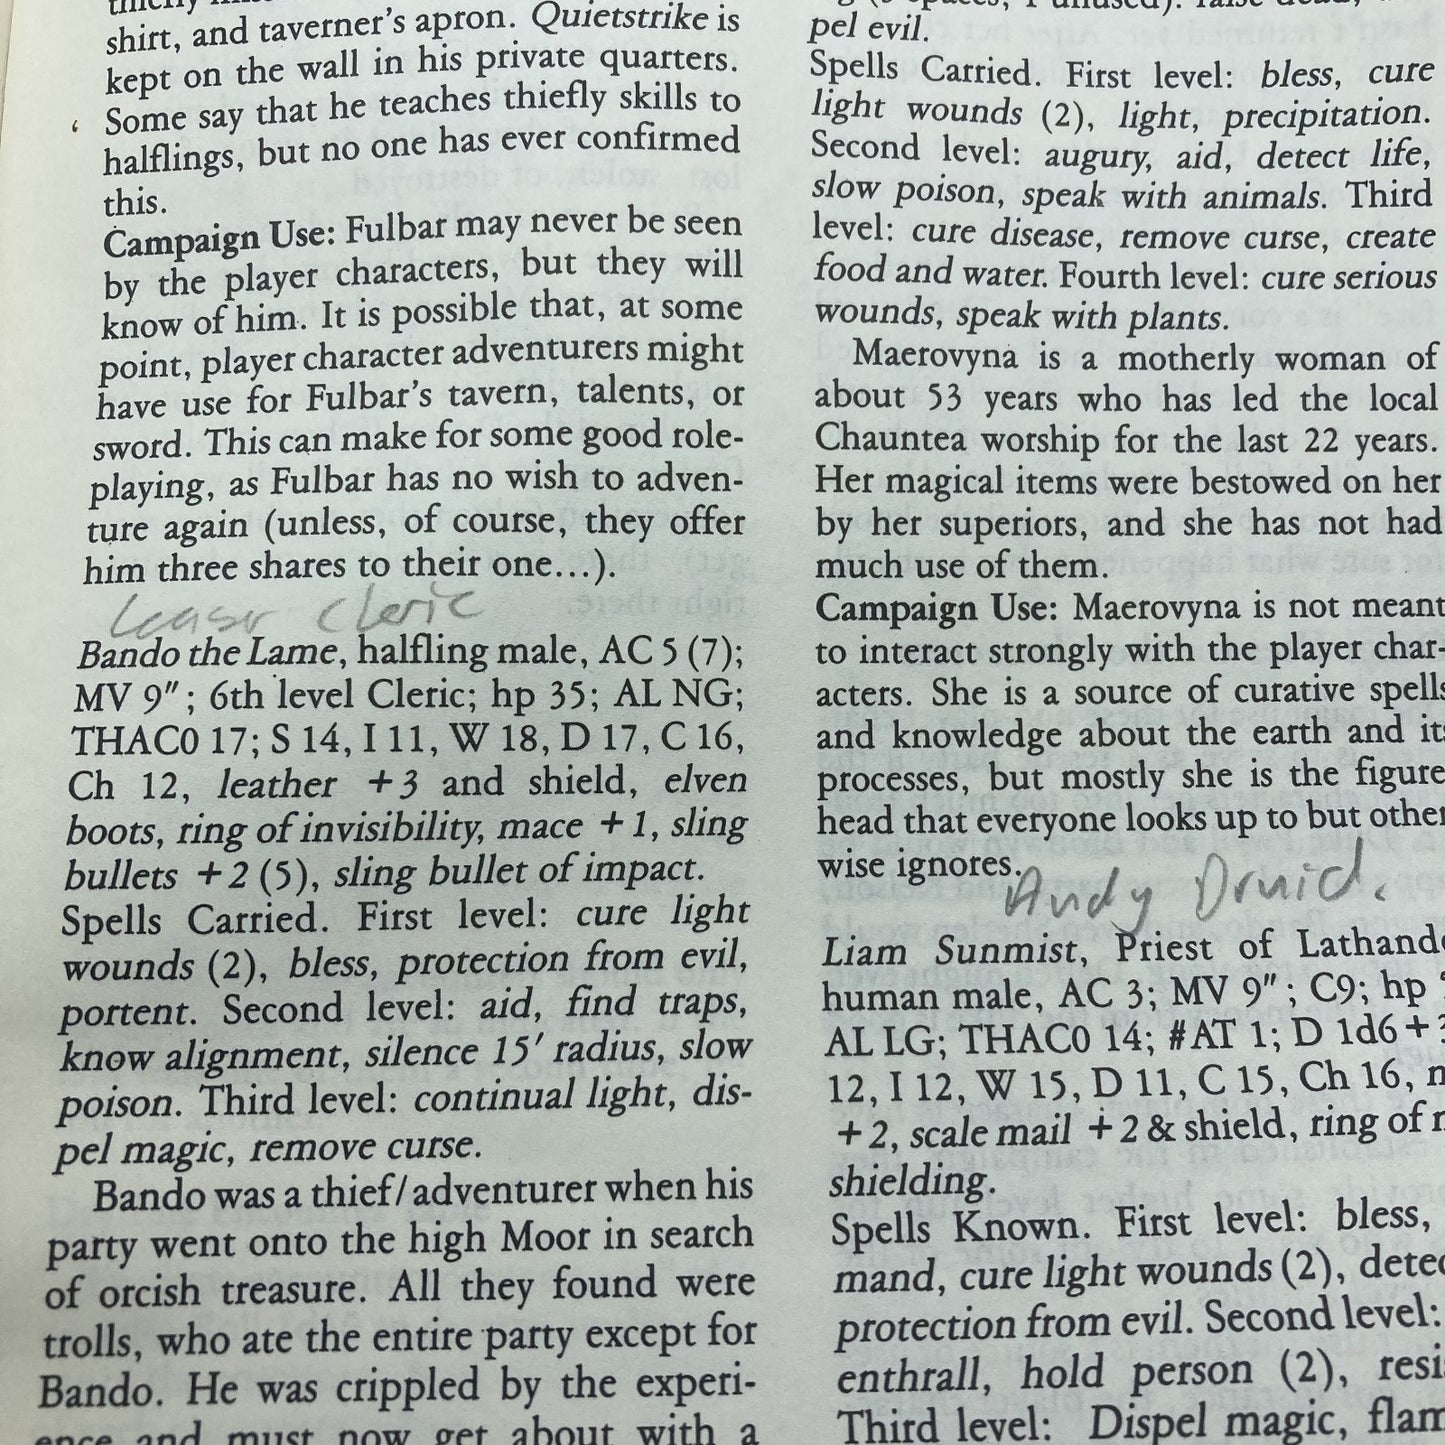 shirt, and taverner's apron. Quietstrike is
kept on the wall in his private quarters.
Some say that he teaches thiefly skills to
halflings, but no one has ever confirmed
this.
Campaign Use: Fulbar may never be seen
by the player characters, but they will
know of him. It is possible that, at some
point, player character adventurers might
have use for Fulbar's tavern, talents, or
sword. This can make for some good role-
playing, as Fulbar has no wish to adven-
ture again (unless, of course, they offer
him three shares to their one...).
Cleric
Bando the Lame, halfling male, AC 5 (7);
MV 9"; 6th level Cleric; hp 35; AL NG;
THAC0 17; S 14, I 11, W 18, D 17, C 16,
Ch 12, leather +3 and shield, elven
boots, ring of invisibility, mace +1, sling
bullets +2 (5), sling bullet of impact.
Spells Carried. First level: cure light
wounds (2), bless, protection from evil,
portent. Second level: aid, find traps,
know alignment, silence 15' radius, slow
poison. Third level: continual light, dis-
pel magic, remove curse.
Bando was a thief/adventurer when his
party went onto the high Moor in search
of orcish treasure. All they found were
trolls, who ate the entire party except for
Bando. He was crippled by the experi-
ence and must now get about with a
pel evil.
Spells Carried. First level: bless, cure
light wounds (2), light, precipitation.
Second level: augury, aid, detect life,
slow poison, speak with animals. Third
level: cure disease, remove curse, create
food and water. Fourth level: cure serious
wounds, speak with plants.
Maerovyna is a motherly woman of
about 53 years who has led the local
Chauntea worship for the last 22 years.
Her magical items were bestowed on her
by her superiors, and she has not had
much use of them.
Campaign Use: Maerovyna is not meant
to interact strongly with the player char-
acters. She is a source of curative spells
and knowledge about the earth and its
processes, but mostly she is the figure
head that everyone looks up to but other
wise ignores.
Andy Druid.
Liam Sunmist, Priest of Lathande
human male, AC 3; MV 9"; C9; hp
AL LG; THAC0 14; #AT 1; D 1d6+3
12, I 12, W 15, D 11, C 15, Ch 16, m
+2, scale mail +2 & shield, ring of m
shielding.
Spells Known. First level: bless,
mand, cure light wounds (2), detec
protection from evil. Second level:
enthrall, hold person (2), resi
Third level: Dispel magic, flam